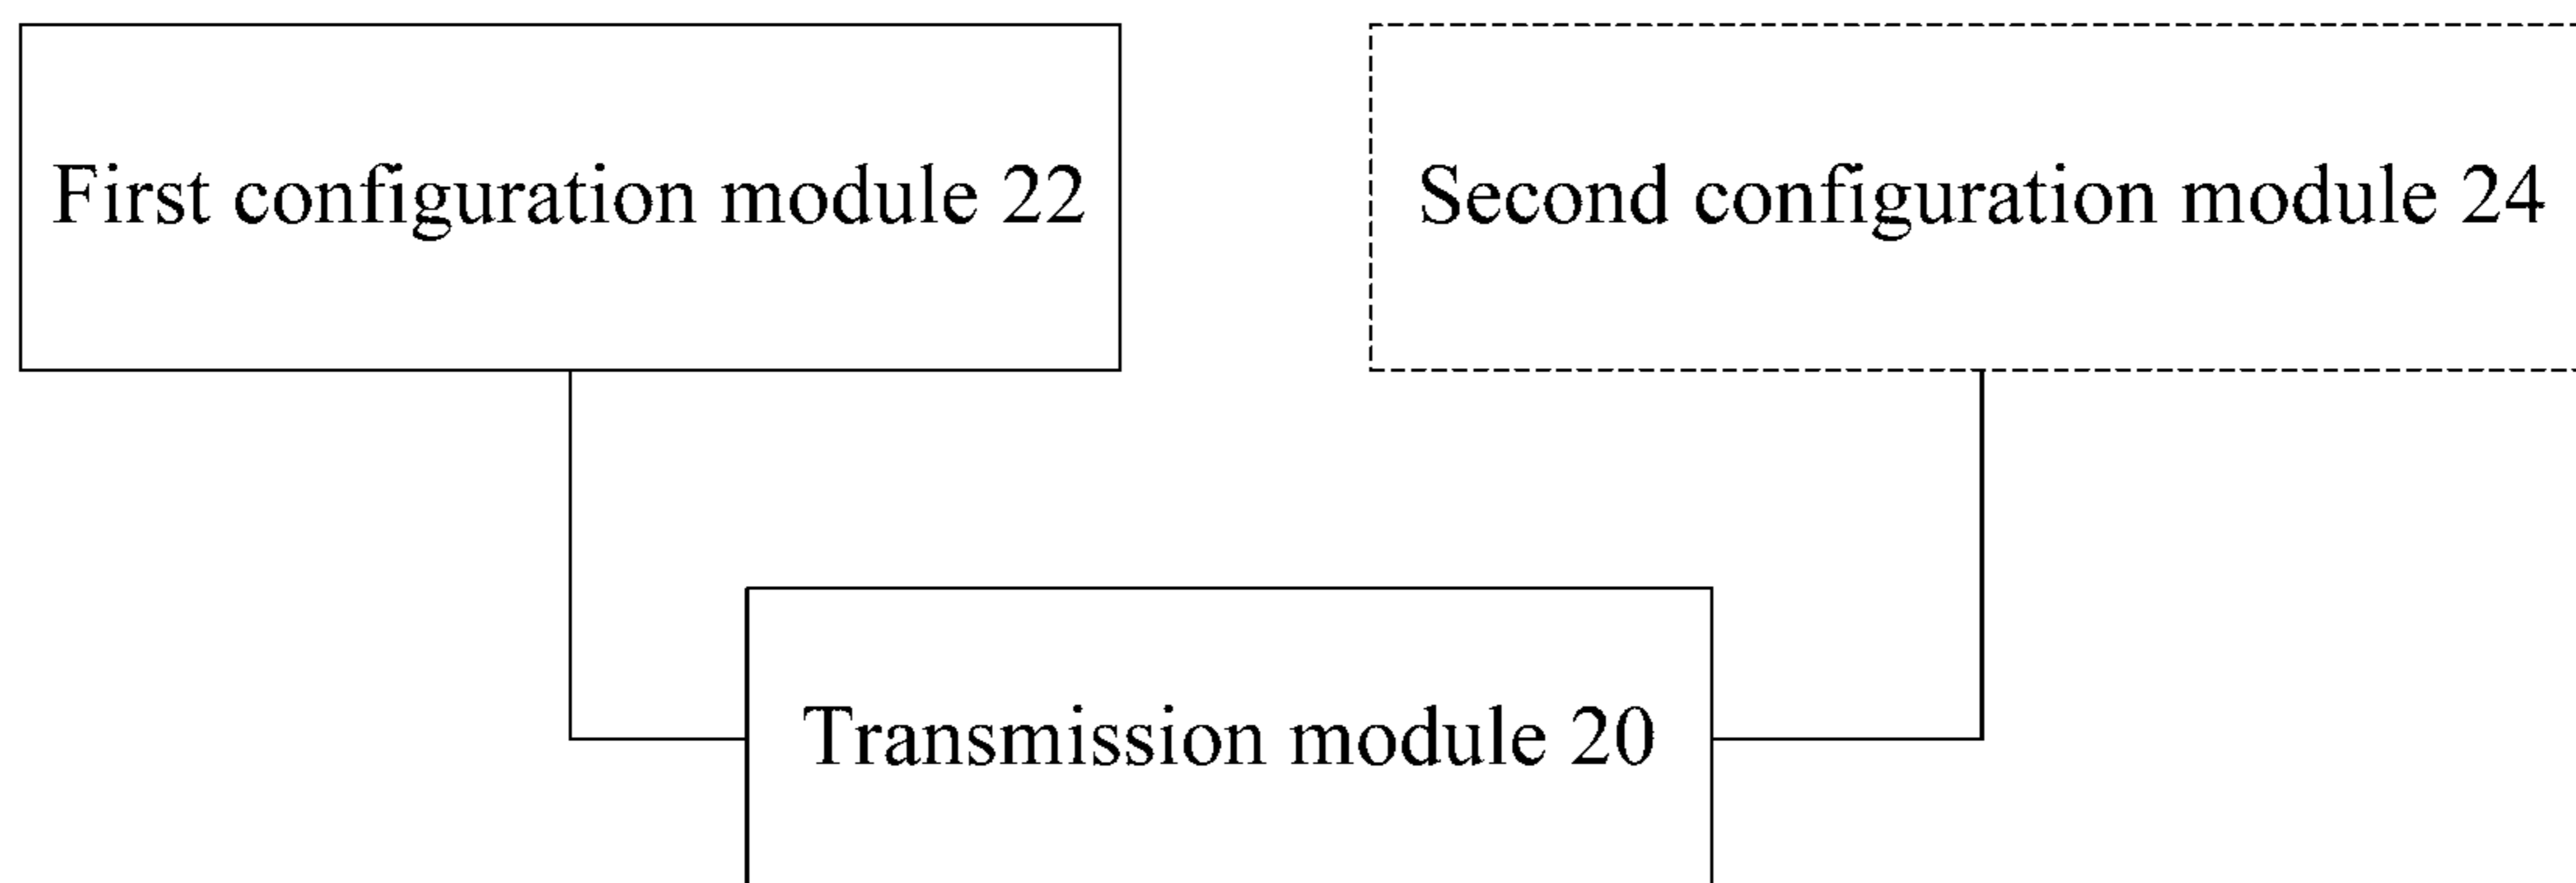 First configuration module 22
Second configuration module 24
Transmission module 20